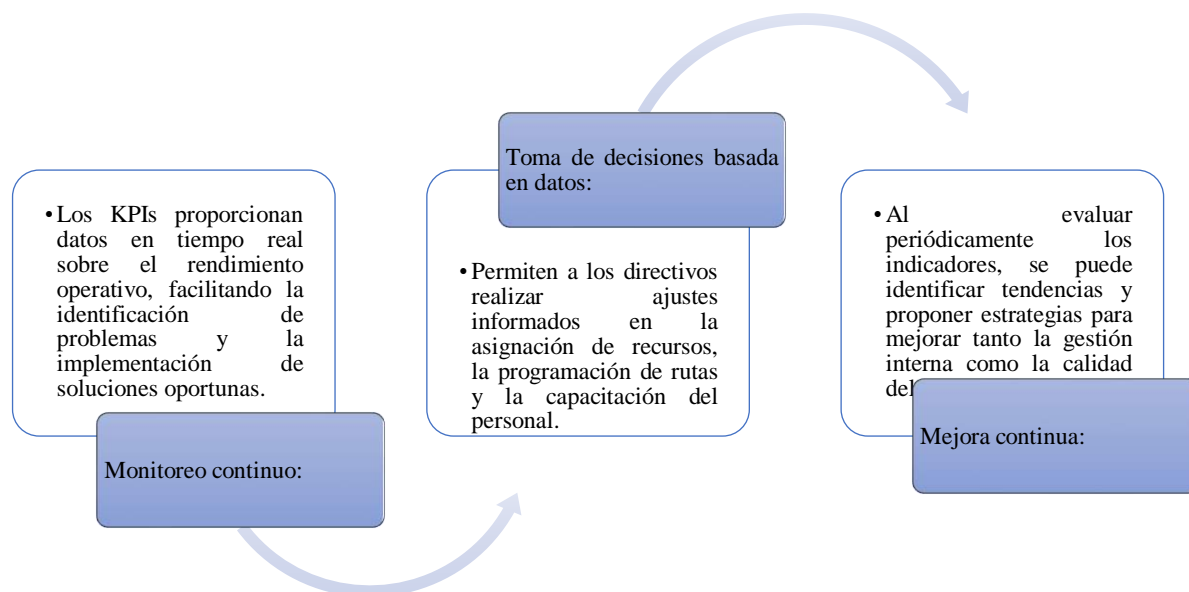 • Los KPIs proporcionan
datos en tiempo real
sobre el rendimiento
operativo, facilitando la
identificación de
problemas y la
implementación de
soluciones oportunas.
Monitoreo continuo:
Toma de decisiones basada
en datos:
• Permiten a los directivos
realizar ajustes
informados en la
asignación de recursos,
la programación de rutas
y la capacitación del
personal.
• Al evaluar
periódicamente los
indicadores, se puede
identificar tendencias y
proponer estrategias para
mejorar tanto la gestión
interna como la calidad
Mejora continua: